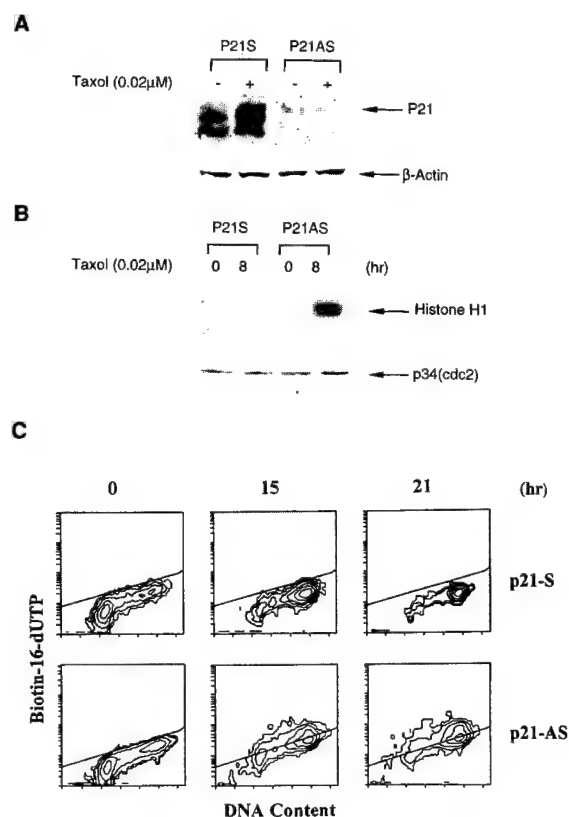 A
P21S P21AS
Taxol (0.02μM) - + - +
P21
β-Actin
B
P21S P21AS
Taxol (0.02μM) 0 8 0 8 (hr)
Histone H1
p34(cdc2)
C
0 15 21 (hr)
p21-S
p21-AS
Biotin-16-dUTP
DNA Content